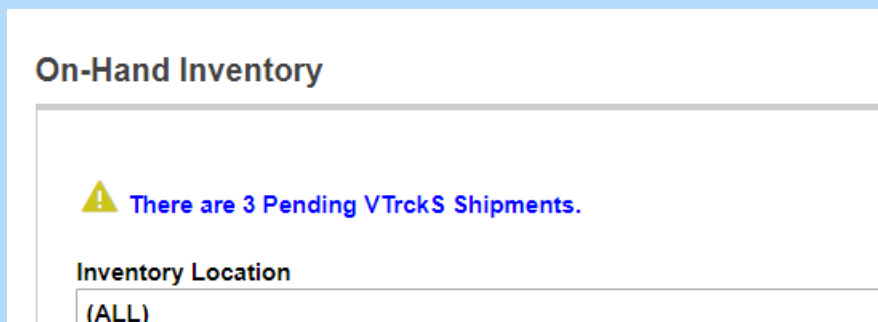 On-Hand Inventory
There are 3 Pending VTrckS Shipments.
Inventory Location
(ALL)